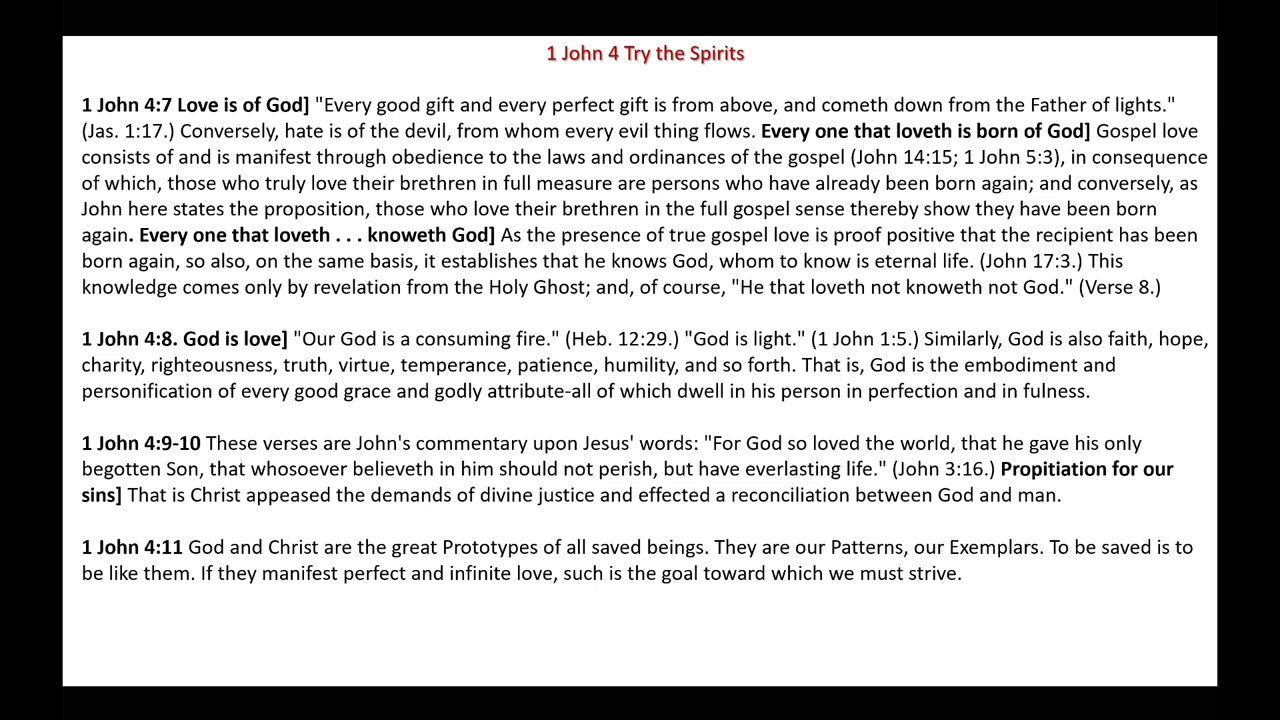 1 John 4 Try the Spirits
1 John 4:7 Love is of God] "Every good gift and every perfect gift is from above, and cometh down from the Father of lights."
(Jas. 1:17.) Conversely, hate is of the devil, from whom every evil thing flows. Every one that loveth is born of God] Gospel love
consists of and is manifest through obedience to the laws and ordinances of the gospel (John 14:15; 1 John 5:3), in consequence
of which, those who truly love their brethren in full measure are persons who have already been born again; and conversely, as
John here states the proposition, those who love their brethren in the full gospel sense thereby show they have been born
again. Every one that loveth . . . knoweth God] As the presence of true gospel love is proof positive that the recipient has been
born again, so also, on the same basis, it establishes that he knows God, whom to know is eternal life. (John 17:3.) This
knowledge comes only by revelation from the Holy Ghost; and, of course, "He that loveth not knoweth not God." (Verse 8.)
1 John 4:8. God is love] "Our God is a consuming fire." (Heb. 12:29.) "God is light." (1 John 1:5.) Similarly, God is also faith, hope,
charity, righteousness, truth, virtue, temperance, patience, humility, and so forth. That is, God is the embodiment and
personification of every good grace and godly attribute-all of which dwell in his person in perfection and in fulness.
1 John 4:9-10 These verses are John's commentary upon Jesus' words: "For God so loved the world, that he gave his only
begotten Son, that whosoever believeth in him should not perish, but have everlasting life." (John 3:16.) Propitiation for our
sins] That is Christ appeased the demands of divine justice and effected a reconciliation between God and man.
1 John 4:11 God and Christ are the great Prototypes of all saved beings. They are our Patterns, our Exemplars. To be saved is to
be like them. If they manifest perfect and infinite love, such is the goal toward which we must strive.